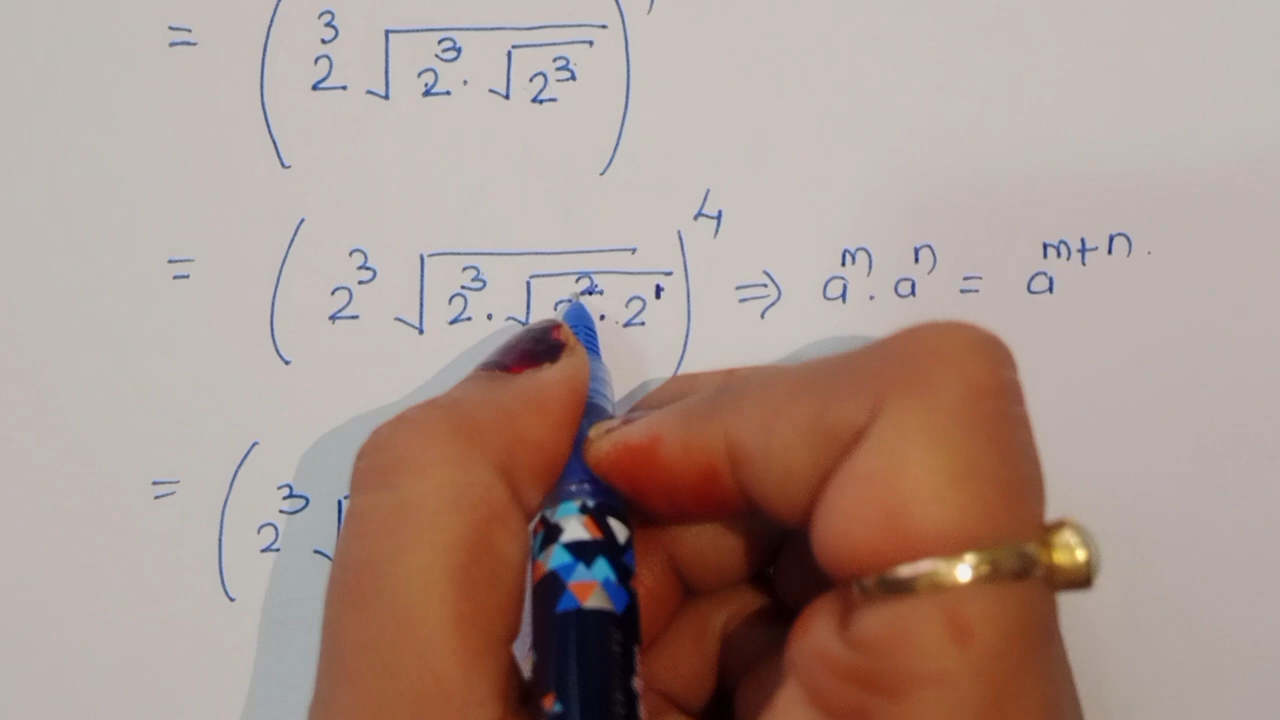 = ( 2³ √(2³ · √(2³)) )
= ( 2³ √(2³ · √(2² · 2¹)) )⁴ ⇒ aᵐ · aⁿ = aᵐ⁺ⁿ.
= ( 2³ √